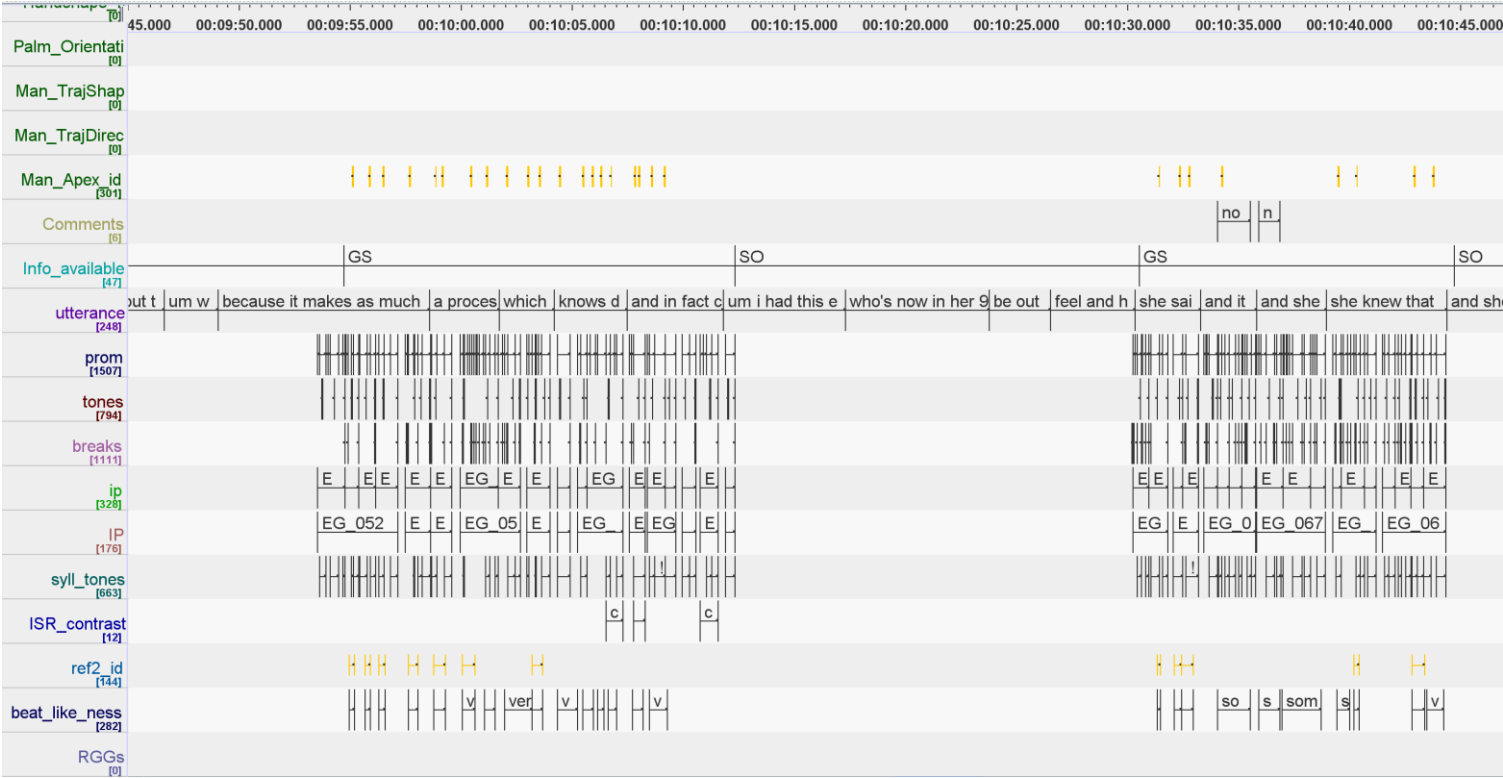 [0]
45.000 00:09:50.000 00:09:55.000 00:10:00.000 00:10:05.000 00:10:10.000 00:10:15.000 00:10:20.000 00:10:25.000 00:10:30.000 00:10:35.000 00:10:40.000 00:10:45.000
Palm_Orientati
[0]
Man_TrajShap
[0]
Man_TrajDirec
[0]
Man_Apex_id
[301]
Comments no n
[6]
Info_available GS SO GS SO
[47]
utterance out t um w because it makes as much a proces which knows d and in fact c um i had this e who's now in her 9 be out feel and h she sai and it and she she knew that and she
[248]
prom
[1507]
tones
[794]
breaks
[1111]
ip E E E E E EG_ E E EG E E E E E E E E E E E
[328]
IP EG_052 E E EG_05 E EG_ E EG E EG E EG_0 EG_067 EG_ EG_06
[176]
syll_tones ! !
[663]
ISR_contrast c c
[12]
ref2_id
[144]
beat_like_ness v ver v v so s som s v
[282]
RGGs
[0]